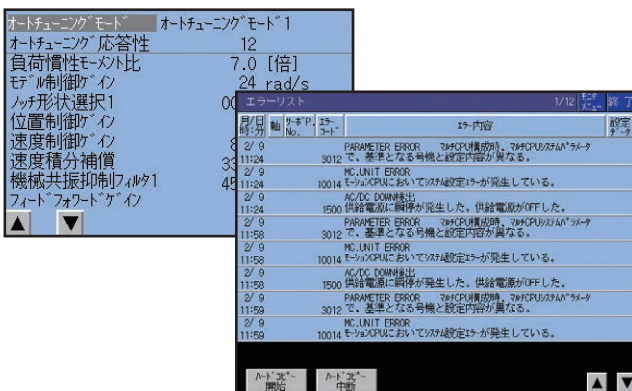 オートチューニングモード オートチューニングモード1
オートチューニング応答性 12
負荷慣性モーメント比 7.0 [倍]
モデル制御ゲイン 24 rad/s
ノッチ形状選択1 00
位置制御ゲイン
速度制御ゲイン 8
速度積分補償 33
機械共振抑制フィルタ1 45
フィードフォワードゲイン
▲ ▼
エラーリスト 1/12 モニタメニュー 終了
月/日 時:分 軸 サーボP.No. エラーコード エラー内容 設定データ
2/ 9 PARAMETER ERROR マルチCPU構成時、マルチCPUシステムパラメータ
11:24 3012 で、基準となる号機と設定内容が異なる。
2/ 9 MC.UNIT ERROR
11:24 10014 モーションCPUにおいてシステム設定エラーが発生している。
2/ 9 AC/DC DOWN検出
11:24 1500 供給電源に瞬停が発生した。供給電源がOFFした。
2/ 9 PARAMETER ERROR マルチCPU構成時、マルチCPUシステムパラメータ
11:58 3012 で、基準となる号機と設定内容が異なる。
2/ 9 MC.UNIT ERROR
11:58 10014 モーションCPUにおいてシステム設定エラーが発生している。
2/ 9 AC/DC DOWN検出
11:58 1500 供給電源に瞬停が発生した。供給電源がOFFした。
2/ 9 PARAMETER ERROR マルチCPU構成時、マルチCPUシステムパラメータ
11:59 3012 で、基準となる号機と設定内容が異なる。
2/ 9 MC.UNIT ERROR
11:59 10014 モーションCPUにおいてシステム設定エラーが発生している。
ハードコピー開始 ハードコピー中断 ▲ ▼